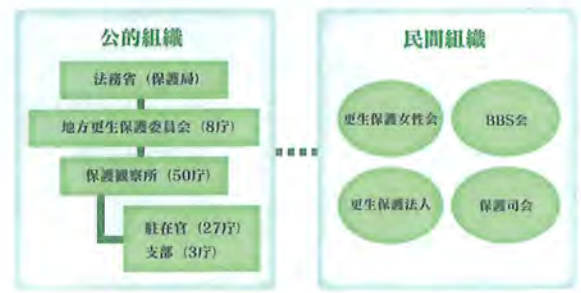 公的組織
法務省（保護局）
地方更生保護委員会（8庁）
保護観察所（50庁）
駐在官（27庁）
支部（3庁）
民間組織
更生保護女性会
BBS会
更生保護法人
保護司会